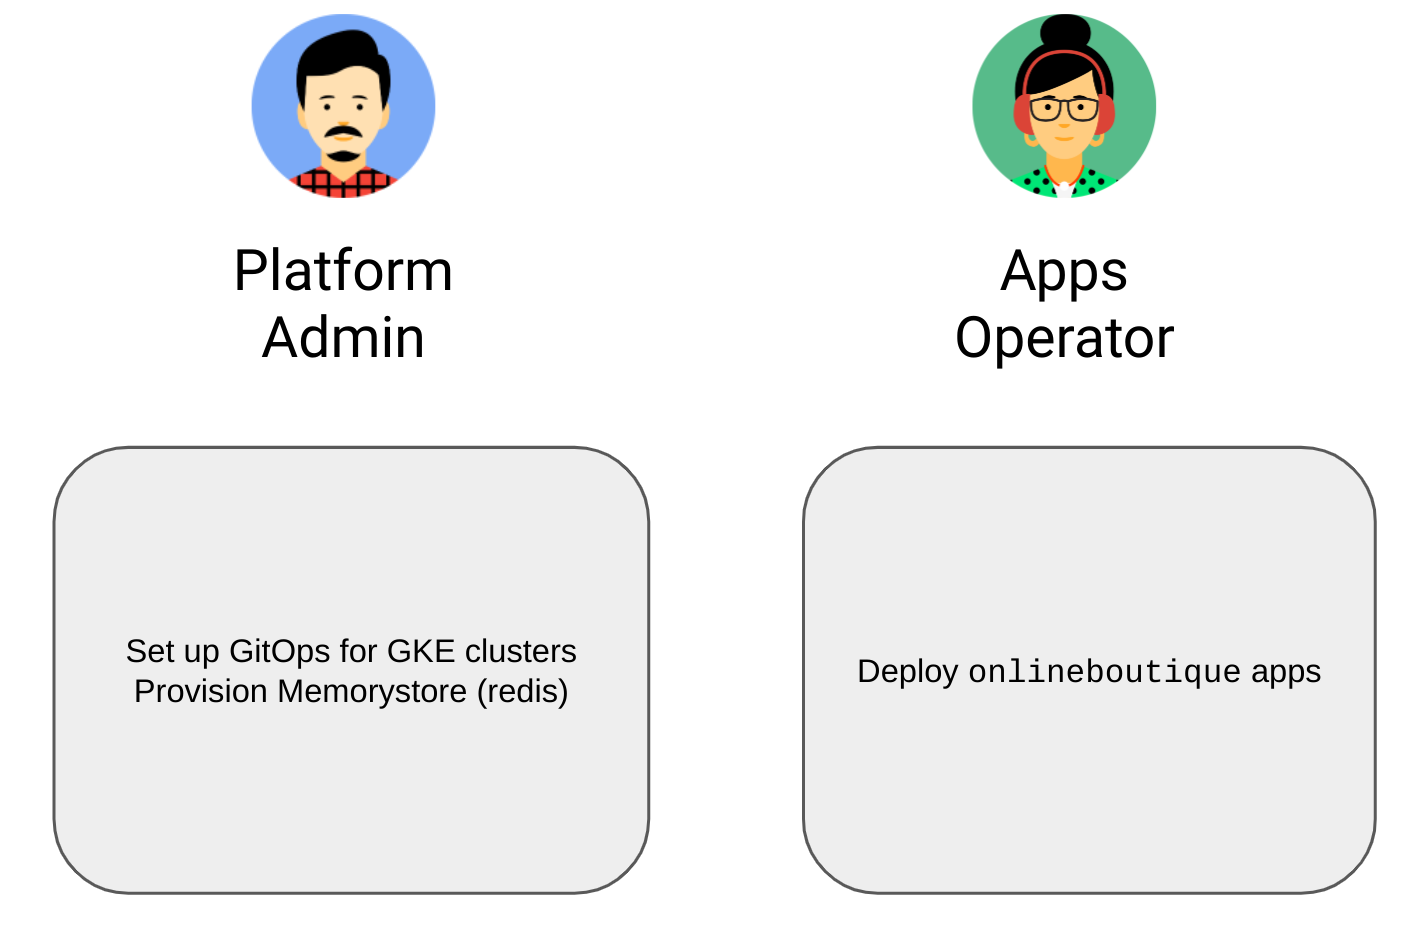 Platform
Admin
Apps
Operator
Set up GitOps for GKE clusters
Provision Memorystore (redis)
Deploy onlineboutique apps